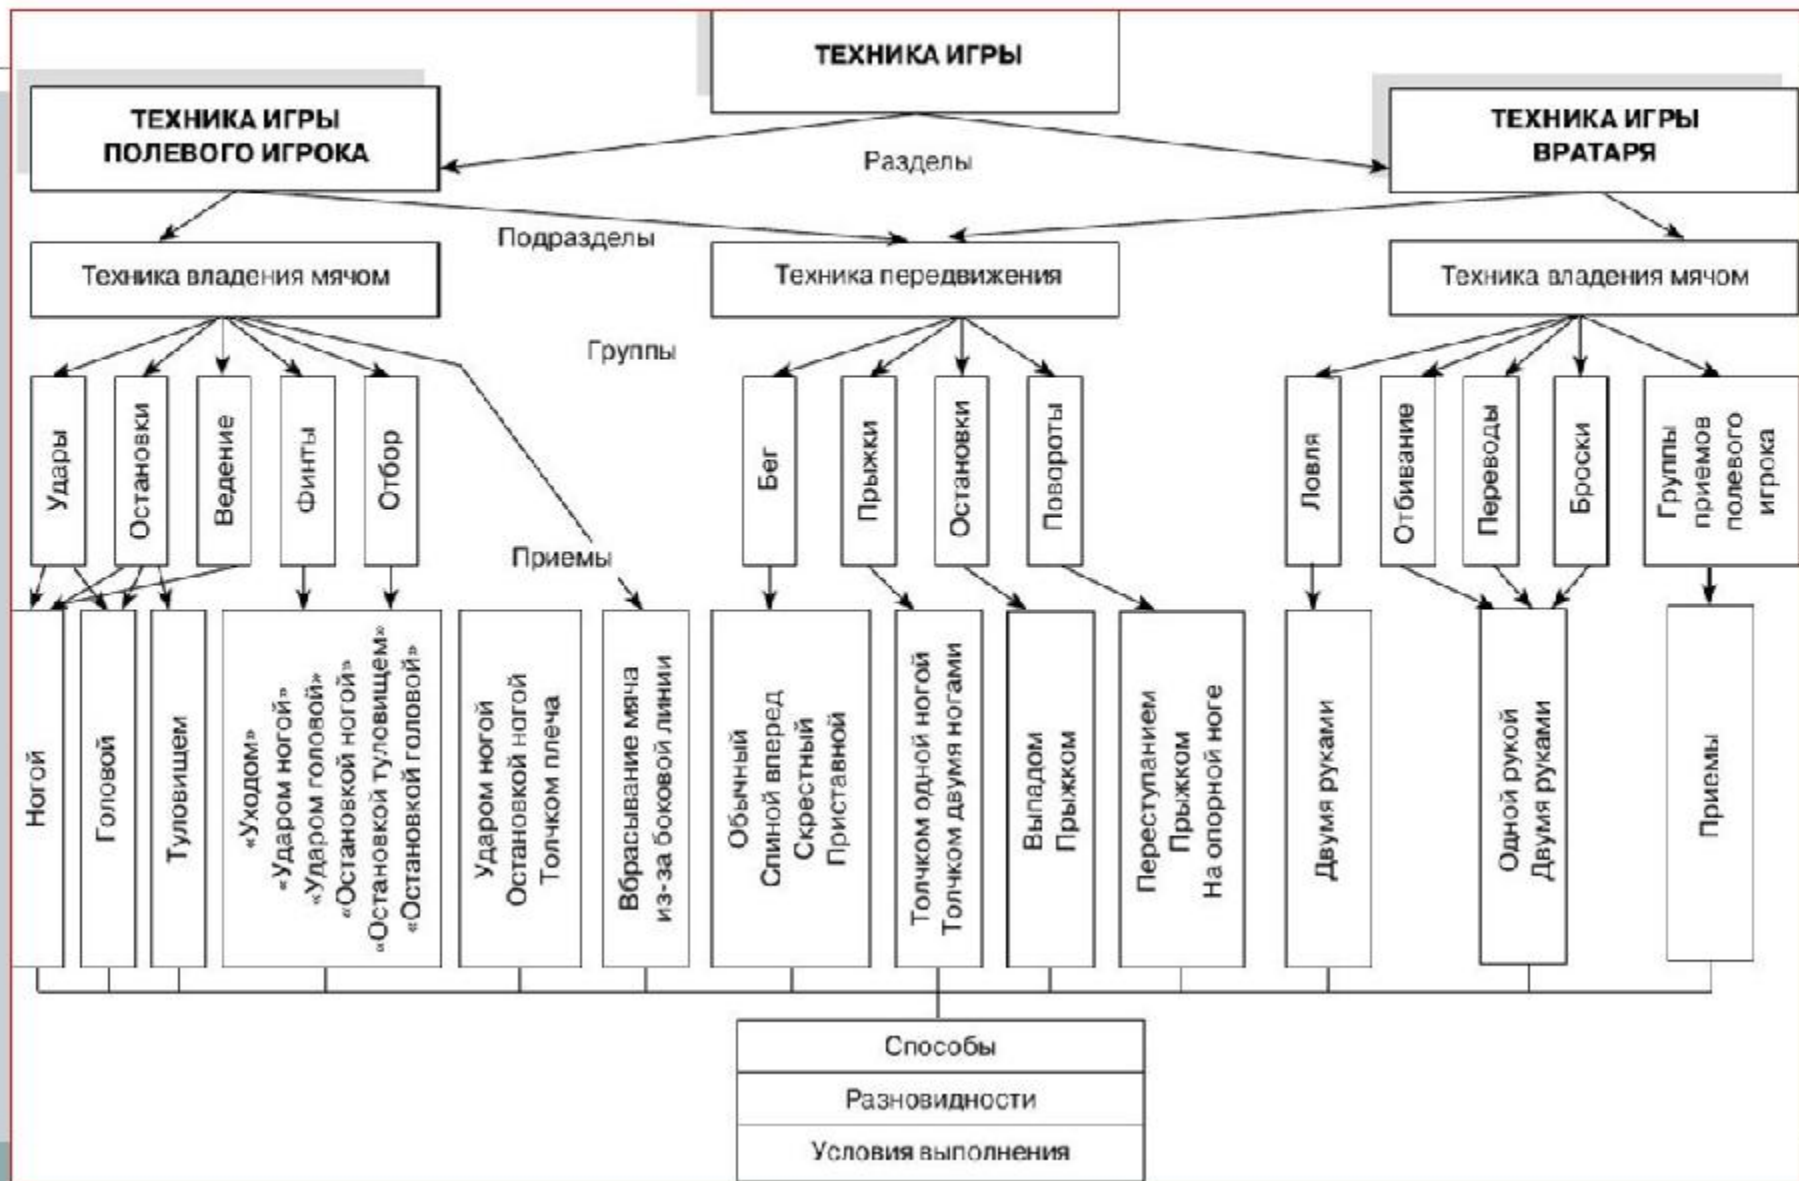 ТЕХНИКА ИГРЫ
ТЕХНИКА ИГРЫ
ПОЛЕВОГО ИГРОКА
Разделы
ТЕХНИКА ИГРЫ
ВРАТАРЯ
Подразделы
Техника владения мячом
Техника передвижения
Техника владения мячом
Группы
Удары
Остановки
Ведение
Финты
Отбор
Бег
Прыжки
Остановки
Повороты
Ловля
Отбивание
Переводы
Броски
Группы
приемов
полевого
игрока
Приемы
Ногой
Головой
Туловищем
«Уходом»
«Ударом ногой»
«Ударом головой»
«Остановкой ногой»
«Остановкой туловищем»
«Остановкой головой»
Ударом ногой
Остановкой ногой
Толчком плеча
Вбрасывание мяча
из-за боковой линии
Обычный
Спиной вперед
Скрестный
Приставной
Толчком одной ногой
Толчком двумя ногами
Выпадом
Прыжком
Переступанием
Прыжком
На опорной ноге
Двумя руками
Одной рукой
Двумя руками
Приемы
Способы
Разновидности
Условия выполнения